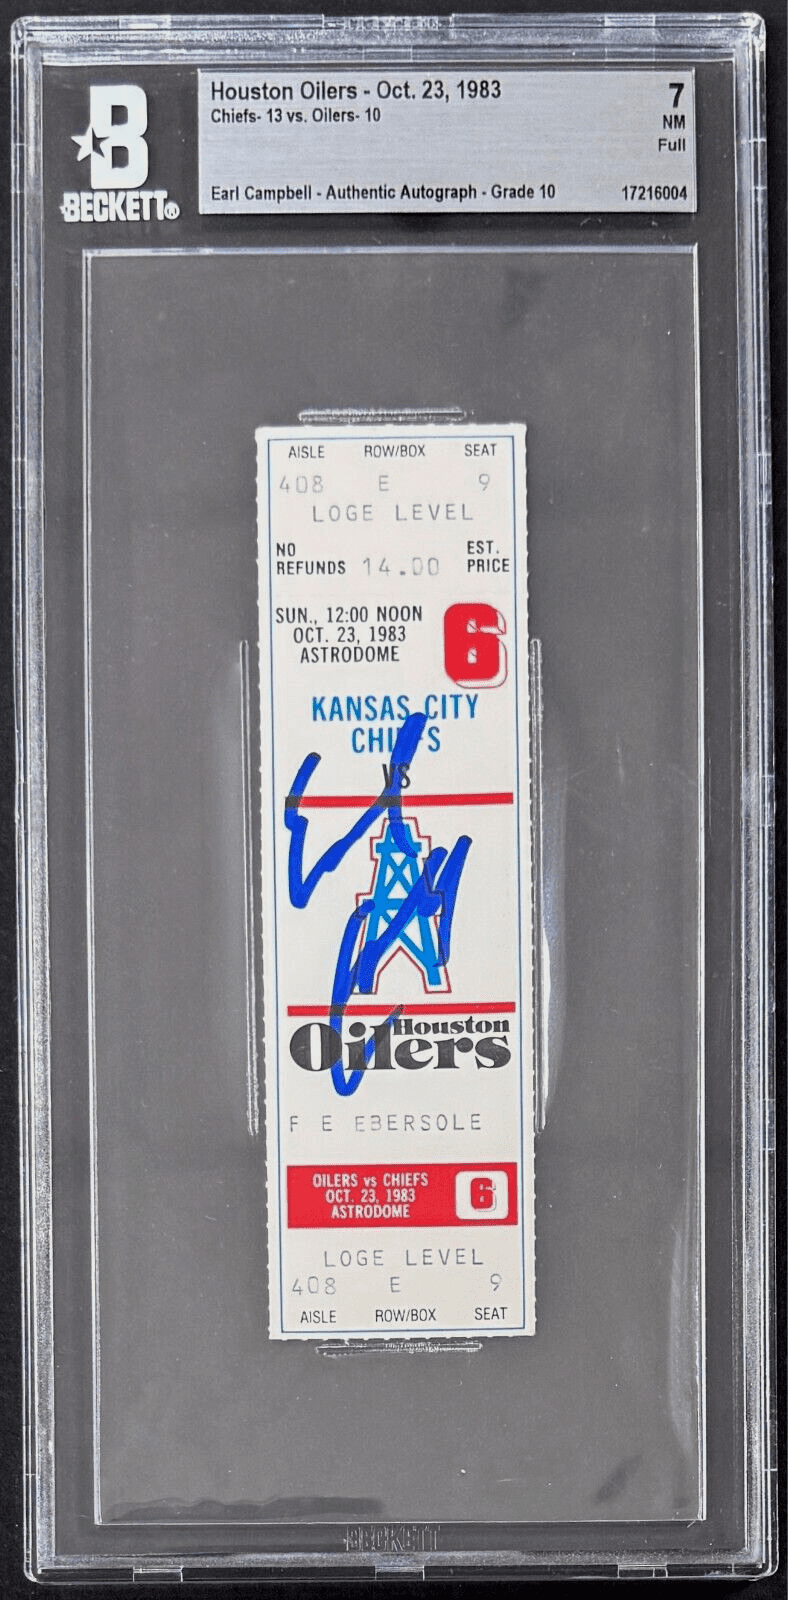 BECKETT®
Houston Oilers - Oct. 23, 1983
Chiefs- 13 vs. Oilers- 10
Earl Campbell - Authentic Autograph - Grade 10
7
NM
Full
17216004
AISLE ROW/BOX SEAT
408 E 9
LOGE LEVEL
NO REFUNDS 14.00 EST. PRICE
SUN., 12:00 NOON
OCT. 23, 1983
ASTRODOME
6
KANSAS CITY
CHIEFS
VS
Houston
Oilers
F E EBERSOLE
OILERS vs CHIEFS
OCT. 23, 1983
ASTRODOME
6
LOGE LEVEL
408 E 9
AISLE ROW/BOX SEAT
BECKETT